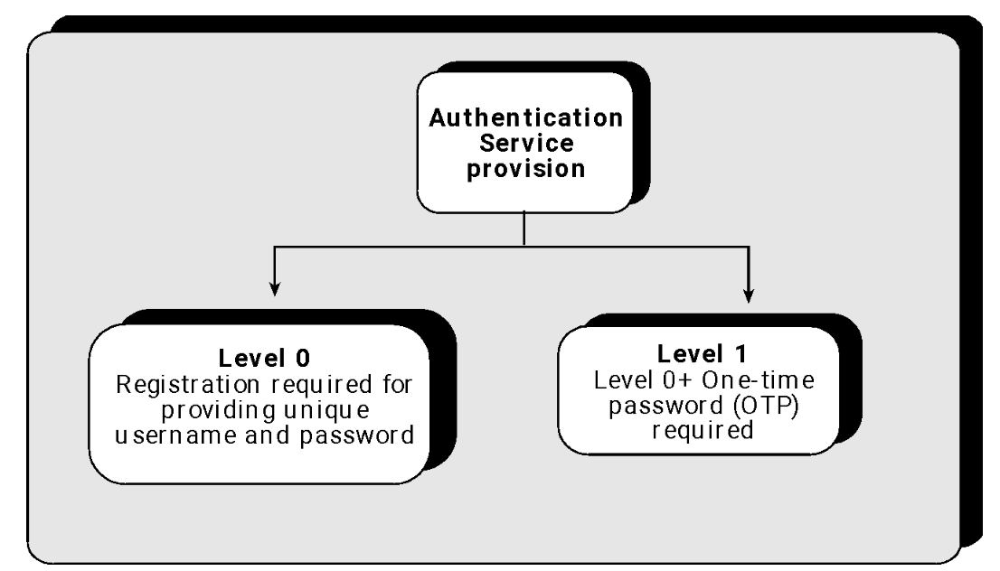 Authentication
Service
provision
Level 0
Registration required for
providing unique
username and password
Level 1
Level 0+ One-time
password (OTP)
required